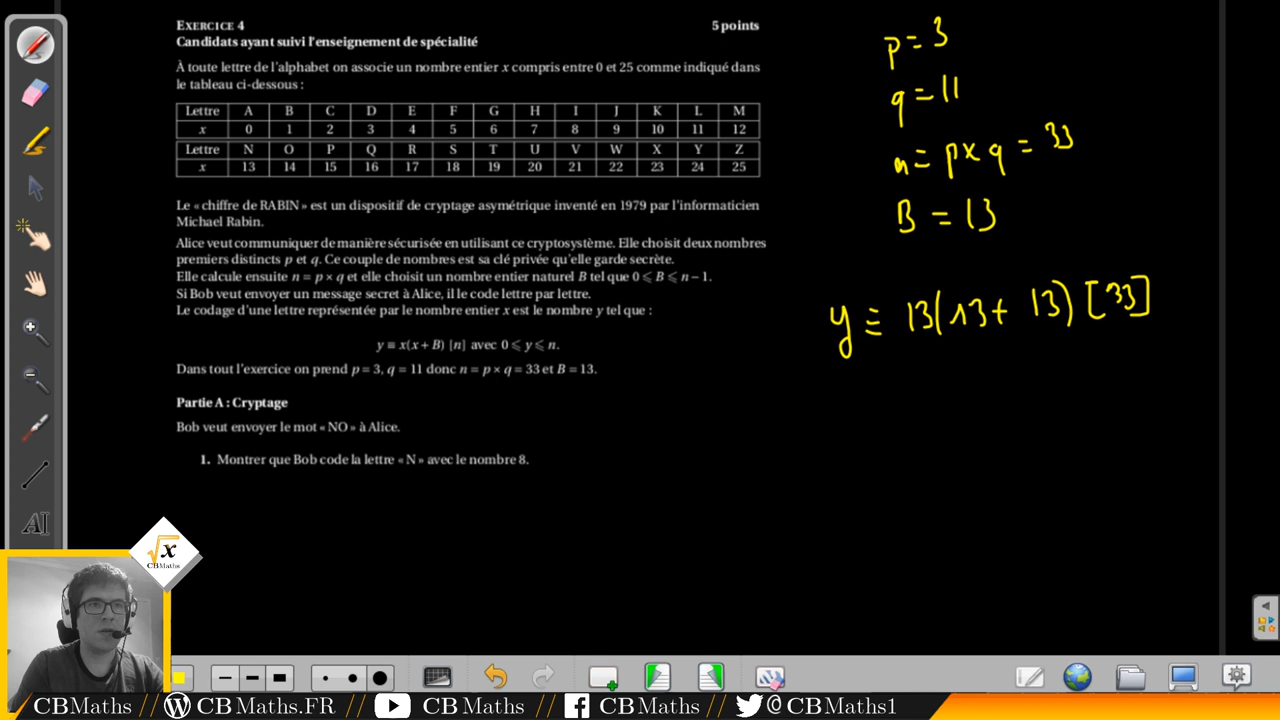 EXERCICE 4 5 points
Candidats ayant suivi l'enseignement de spécialité
À toute lettre de l'alphabet on associe un nombre entier x compris entre 0 et 25 comme indiqué dans
le tableau ci-dessous :
Lettre A B C D E F G H I J K L M
x 0 1 2 3 4 5 6 7 8 9 10 11 12
Lettre N O P Q R S T U V W X Y Z
x 13 14 15 16 17 18 19 20 21 22 23 24 25
Le « chiffre de RABIN » est un dispositif de cryptage asymétrique inventé en 1979 par l'informaticien
Michael Rabin.
Alice veut communiquer de manière sécurisée en utilisant ce cryptosystème. Elle choisit deux nombres
premiers distincts p et q. Ce couple de nombres est sa clé privée qu'elle garde secrète.
Elle calcule ensuite n = p × q et elle choisit un nombre entier naturel B tel que 0 ⩽ B ⩽ n − 1.
Si Bob veut envoyer un message secret à Alice, il le code lettre par lettre.
Le codage d'une lettre représentée par le nombre entier x est le nombre y tel que :
y ≡ x(x + B) [n] avec 0 ⩽ y ⩽ n.
Dans tout l'exercice on prend p = 3, q = 11 donc n = p × q = 33 et B = 13.
Partie A : Cryptage
Bob veut envoyer le mot « NO » à Alice.
1. Montrer que Bob code la lettre « N » avec le nombre 8.
p = 3
q = 11
n = p × q = 33
B = 13
y ≡ 13(13 + 13) [33]
AI
√x
CBMaths
CBMaths CBMaths.FR CBMaths CBMaths @CBMaths1